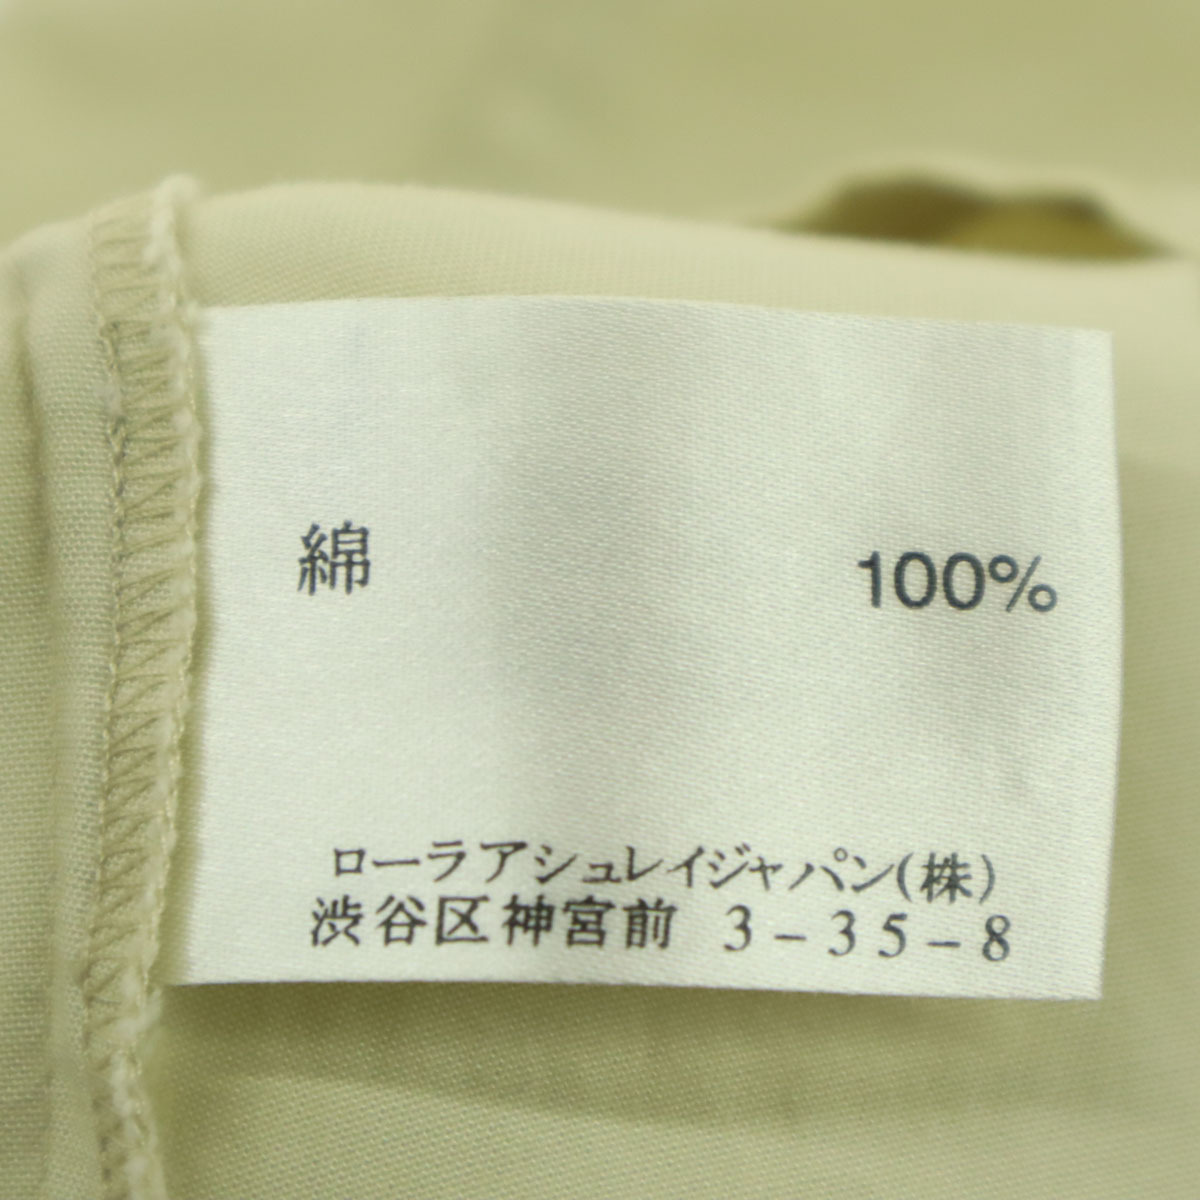 綿 100%
ローラアシュレイジャパン(株)
渋谷区神宮前 3-35-8